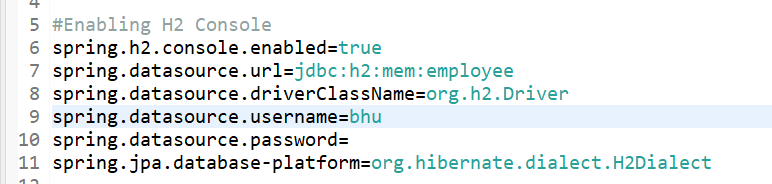 5 #Enabling H2 Console
6 spring.h2.console.enabled=true
7 spring.datasource.url=jdbc:h2:mem:employee
8 spring.datasource.driverClassName=org.h2.Driver
9 spring.datasource.username=bhu
10 spring.datasource.password=
11 spring.jpa.database-platform=org.hibernate.dialect.H2Dialect